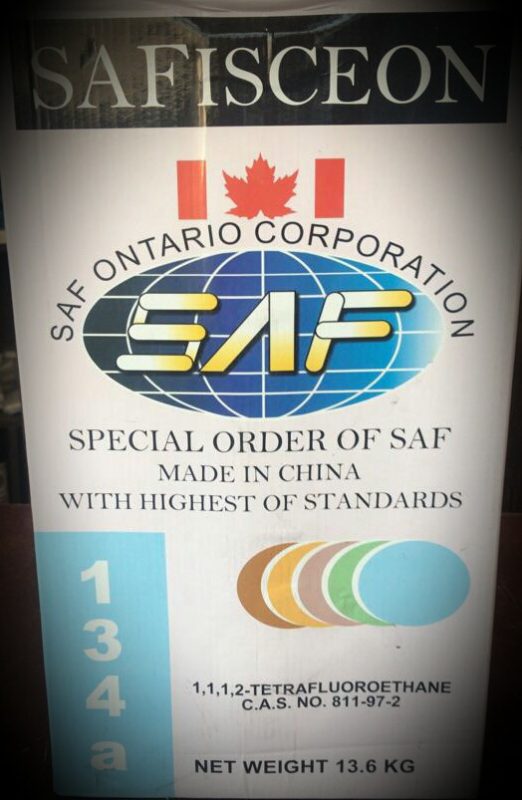 SAFISCEON
SAF ONTARIO CORPORATION
SAF
SPECIAL ORDER OF SAF
MADE IN CHINA
WITH HIGHEST OF STANDARDS
134a
1,1,1,2-TETRAFLUOROETHANE
C.A.S. NO. 811-97-2
NET WEIGHT 13.6 KG